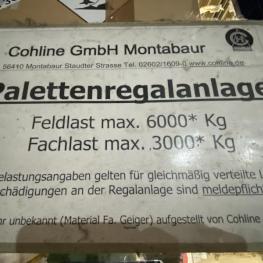 Cohline GmbH Montabaur
56410 Montabaur Staudter Strasse Tel. 02602/1609-0 www.cohline.de
Palettenregalanlage
Feldlast max. 6000* Kg
Fachlast max. 3000* Kg
elastungsangaben gelten für gleichmäßig verteilte L
chädigungen an der Regalanlage sind meldepflich
hr unbekannt (Material Fa. Geiger) aufgestellt von Cohline